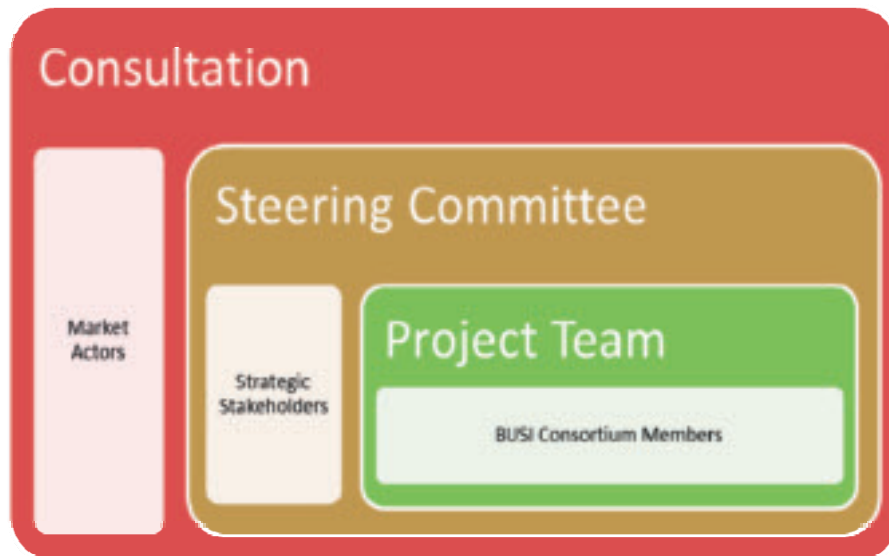 Consultation
Steering Committee
Project Team
Market
Actors
Strategic
Stakeholders
BUSI Consortium Members